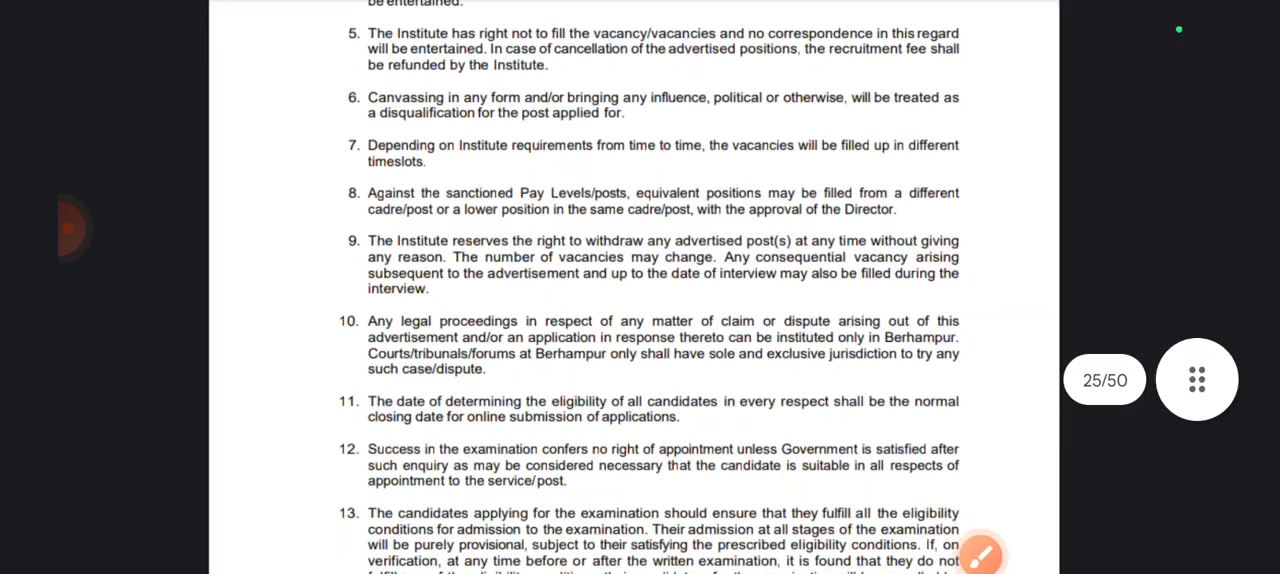 be entertained.
5. The Institute has right not to fill the vacancy/vacancies and no correspondence in this regard
will be entertained. In case of cancellation of the advertised positions, the recruitment fee shall
be refunded by the Institute.
6. Canvassing in any form and/or bringing any influence, political or otherwise, will be treated as
a disqualification for the post applied for.
7. Depending on Institute requirements from time to time, the vacancies will be filled up in different
timeslots.
8. Against the sanctioned Pay Levels/posts, equivalent positions may be filled from a different
cadre/post or a lower position in the same cadre/post, with the approval of the Director.
9. The Institute reserves the right to withdraw any advertised post(s) at any time without giving
any reason. The number of vacancies may change. Any consequential vacancy arising
subsequent to the advertisement and up to the date of interview may also be filled during the
interview.
10. Any legal proceedings in respect of any matter of claim or dispute arising out of this
advertisement and/or an application in response thereto can be instituted only in Berhampur.
Courts/tribunals/forums at Berhampur only shall have sole and exclusive jurisdiction to try any
such case/dispute.
25/50
11. The date of determining the eligibility of all candidates in every respect shall be the normal
closing date for online submission of applications.
12. Success in the examination confers no right of appointment unless Government is satisfied after
such enquiry as may be considered necessary that the candidate is suitable in all respects of
appointment to the service/post.
13. The candidates applying for the examination should ensure that they fulfill all the eligibility
conditions for admission to the examination. Their admission at all stages of the examination
will be purely provisional, subject to their satisfying the prescribed eligibility conditions. If, on
verification, at any time before or after the written examination, it is found that they do not